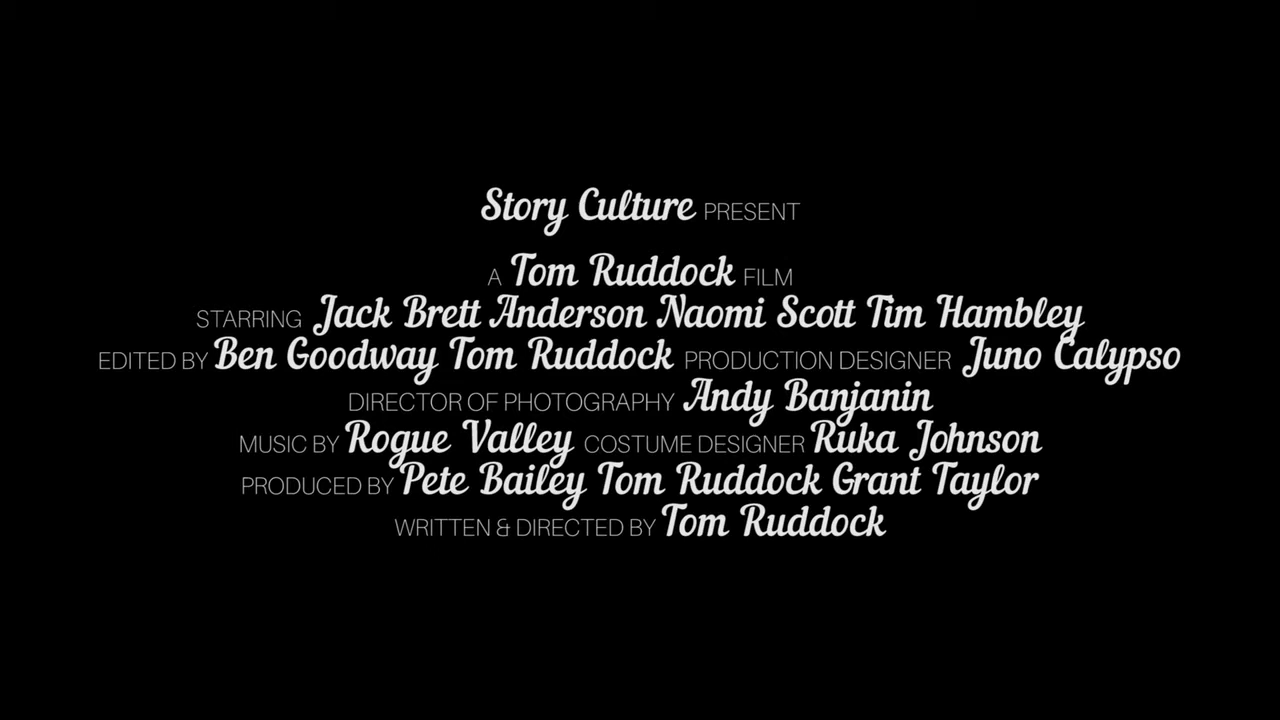 Story Culture PRESENT
A Tom Ruddock FILM
STARRING Jack Brett Anderson Naomi Scott Tim Hambley
EDITED BY Ben Goodway Tom Ruddock PRODUCTION DESIGNER Juno Calypso
DIRECTOR OF PHOTOGRAPHY Andy Banjanin
MUSIC BY Rogue Valley COSTUME DESIGNER Ruka Johnson
PRODUCED BY Pete Bailey Tom Ruddock Grant Taylor
WRITTEN & DIRECTED BY Tom Ruddock